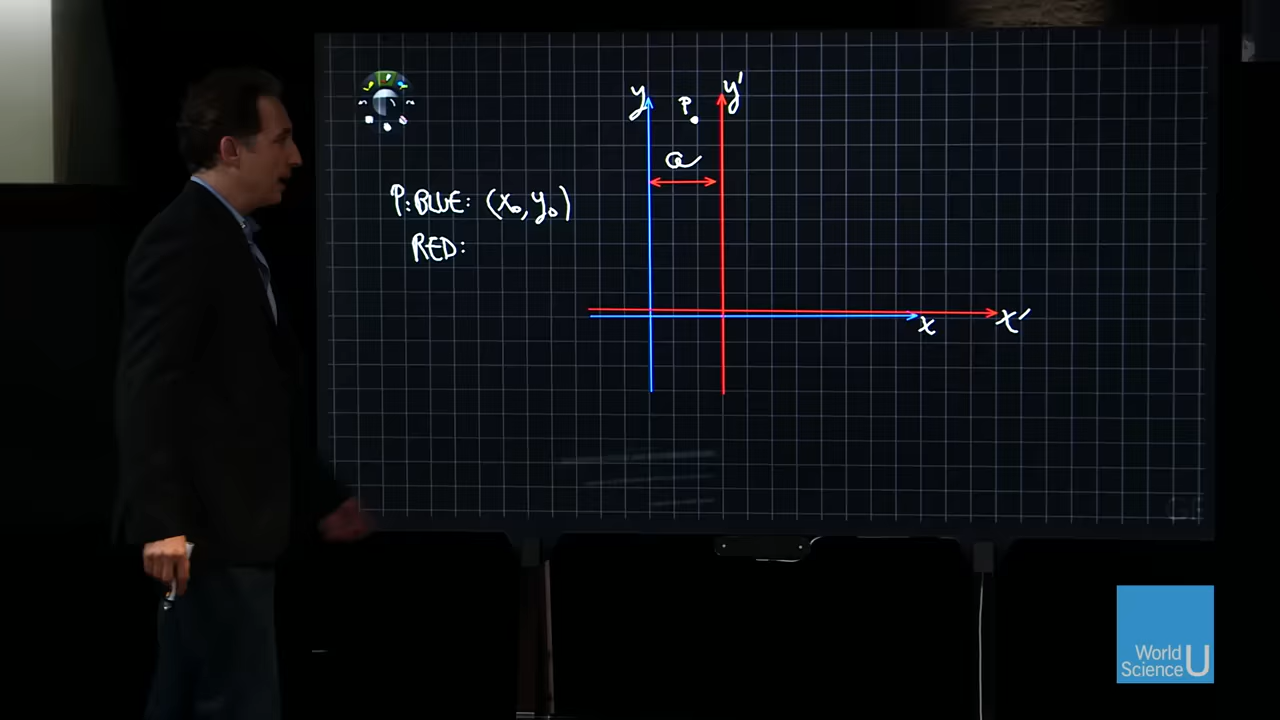 y
P
y'
a
P: BLUE: (x₀, y₀)
RED:
x
x'
World
Science U